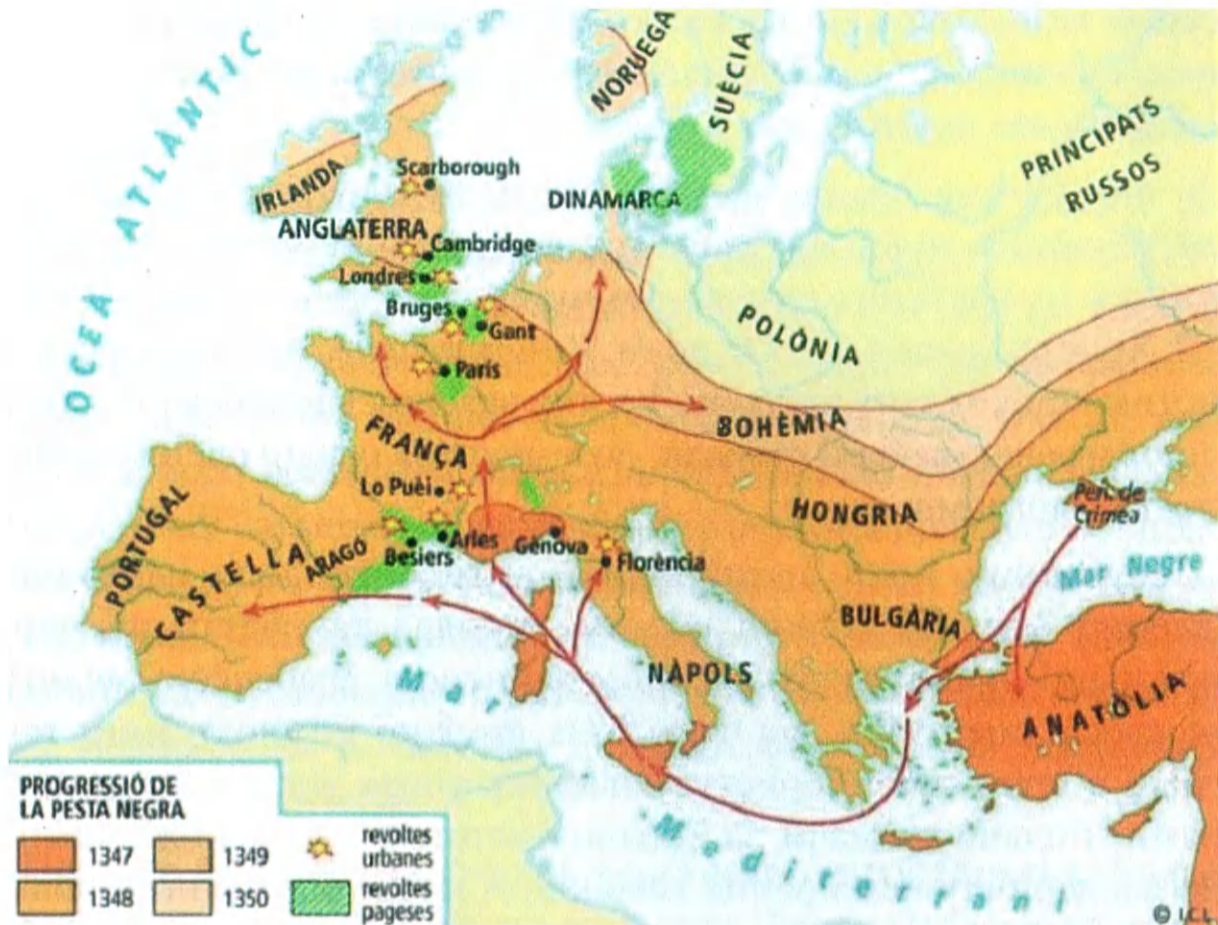 OCEÀ ATLÀNTIC
NORUEGA
SUÈCIA
PRINCIPATS
RUSSOS
IRLANDA
Scarborough
DINAMARCA
ANGLATERRA
Cambridge
Londres
Bruges
Gant
POLÒNIA
París
BOHÈMIA
FRANÇA
Lo Puèi
HONGRIA
Pen. de
Crimea
PORTUGAL
CASTELLA
ARAGÓ
Besiers
Arles
Gènova
Florència
Mar Negre
BULGÀRIA
NÀPOLS
ANATÒLIA
Mar
Mediterrani
PROGRESSIÓ DE
LA PESTA NEGRA
1347
1349
revoltes
urbanes
1348
1350
revoltes
pageses
© I.C.L.